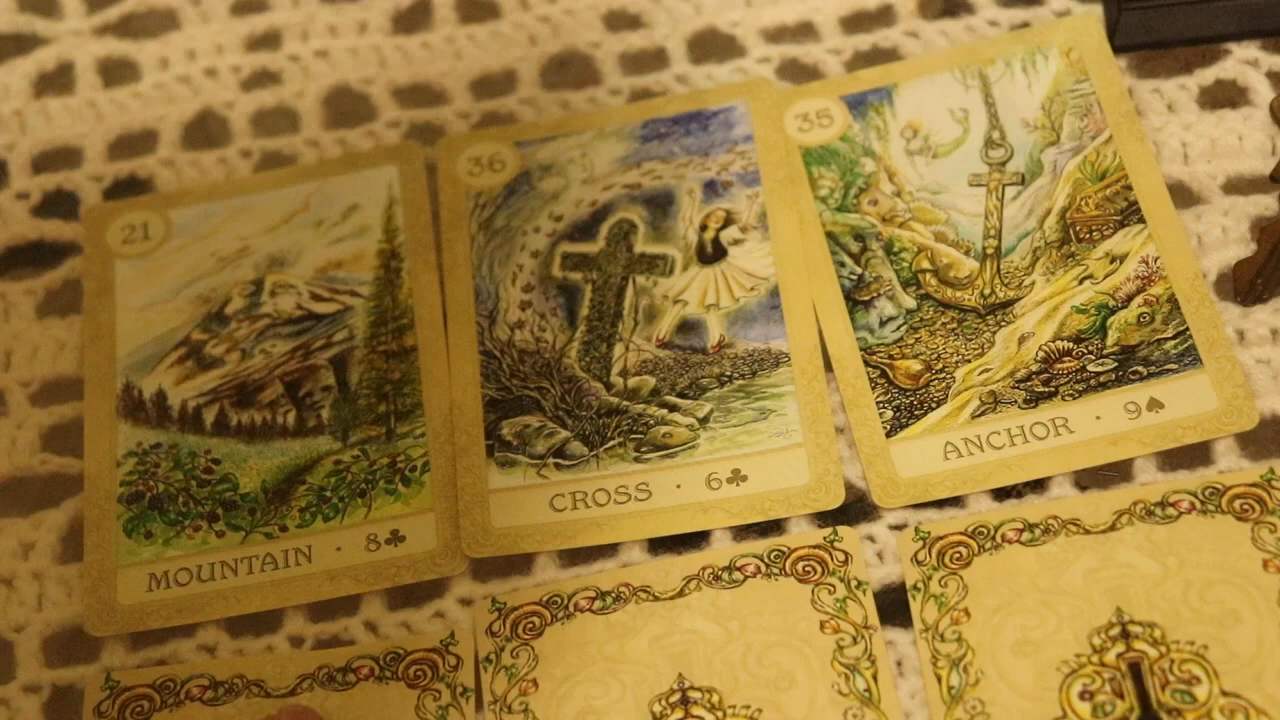 21
MOUNTAIN · 8♣
36
CROSS · 6♣
35
ANCHOR · 9♠